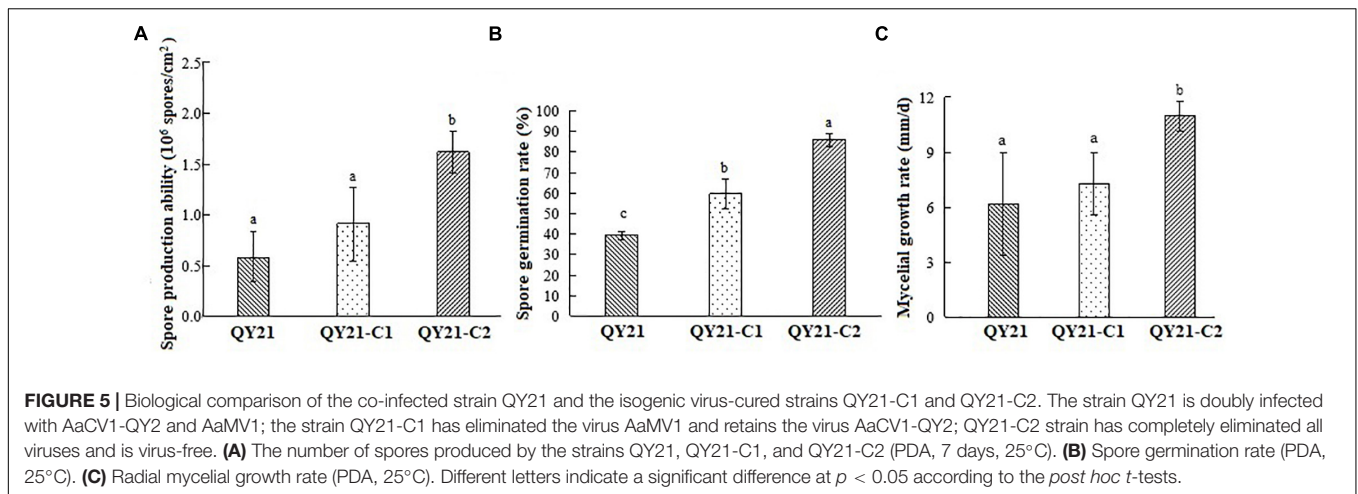 A
Spore production ability (10⁶ spores/cm²)
2.5
2.0
1.5
1.0
0.5
0.0
a
a
b
QY21
QY21-C1
QY21-C2
B
Spore germination rate (%)
100
90
80
70
60
50
40
30
20
10
0
c
b
a
QY21
QY21-C1
QY21-C2
C
Mycelial growth rate (mm/d)
12
9
6
3
0
a
a
b
QY21
QY21-C1
QY21-C2
FIGURE 5 | Biological comparison of the co-infected strain QY21 and the isogenic virus-cured strains QY21-C1 and QY21-C2. The strain QY21 is doubly infected
with AaCV1-QY2 and AaMV1; the strain QY21-C1 has eliminated the virus AaMV1 and retains the virus AaCV1-QY2; QY21-C2 strain has completely eliminated all
viruses and is virus-free. (A) The number of spores produced by the strains QY21, QY21-C1, and QY21-C2 (PDA, 7 days, 25°C). (B) Spore germination rate (PDA,
25°C). (C) Radial mycelial growth rate (PDA, 25°C). Different letters indicate a significant difference at p < 0.05 according to the post hoc t-tests.